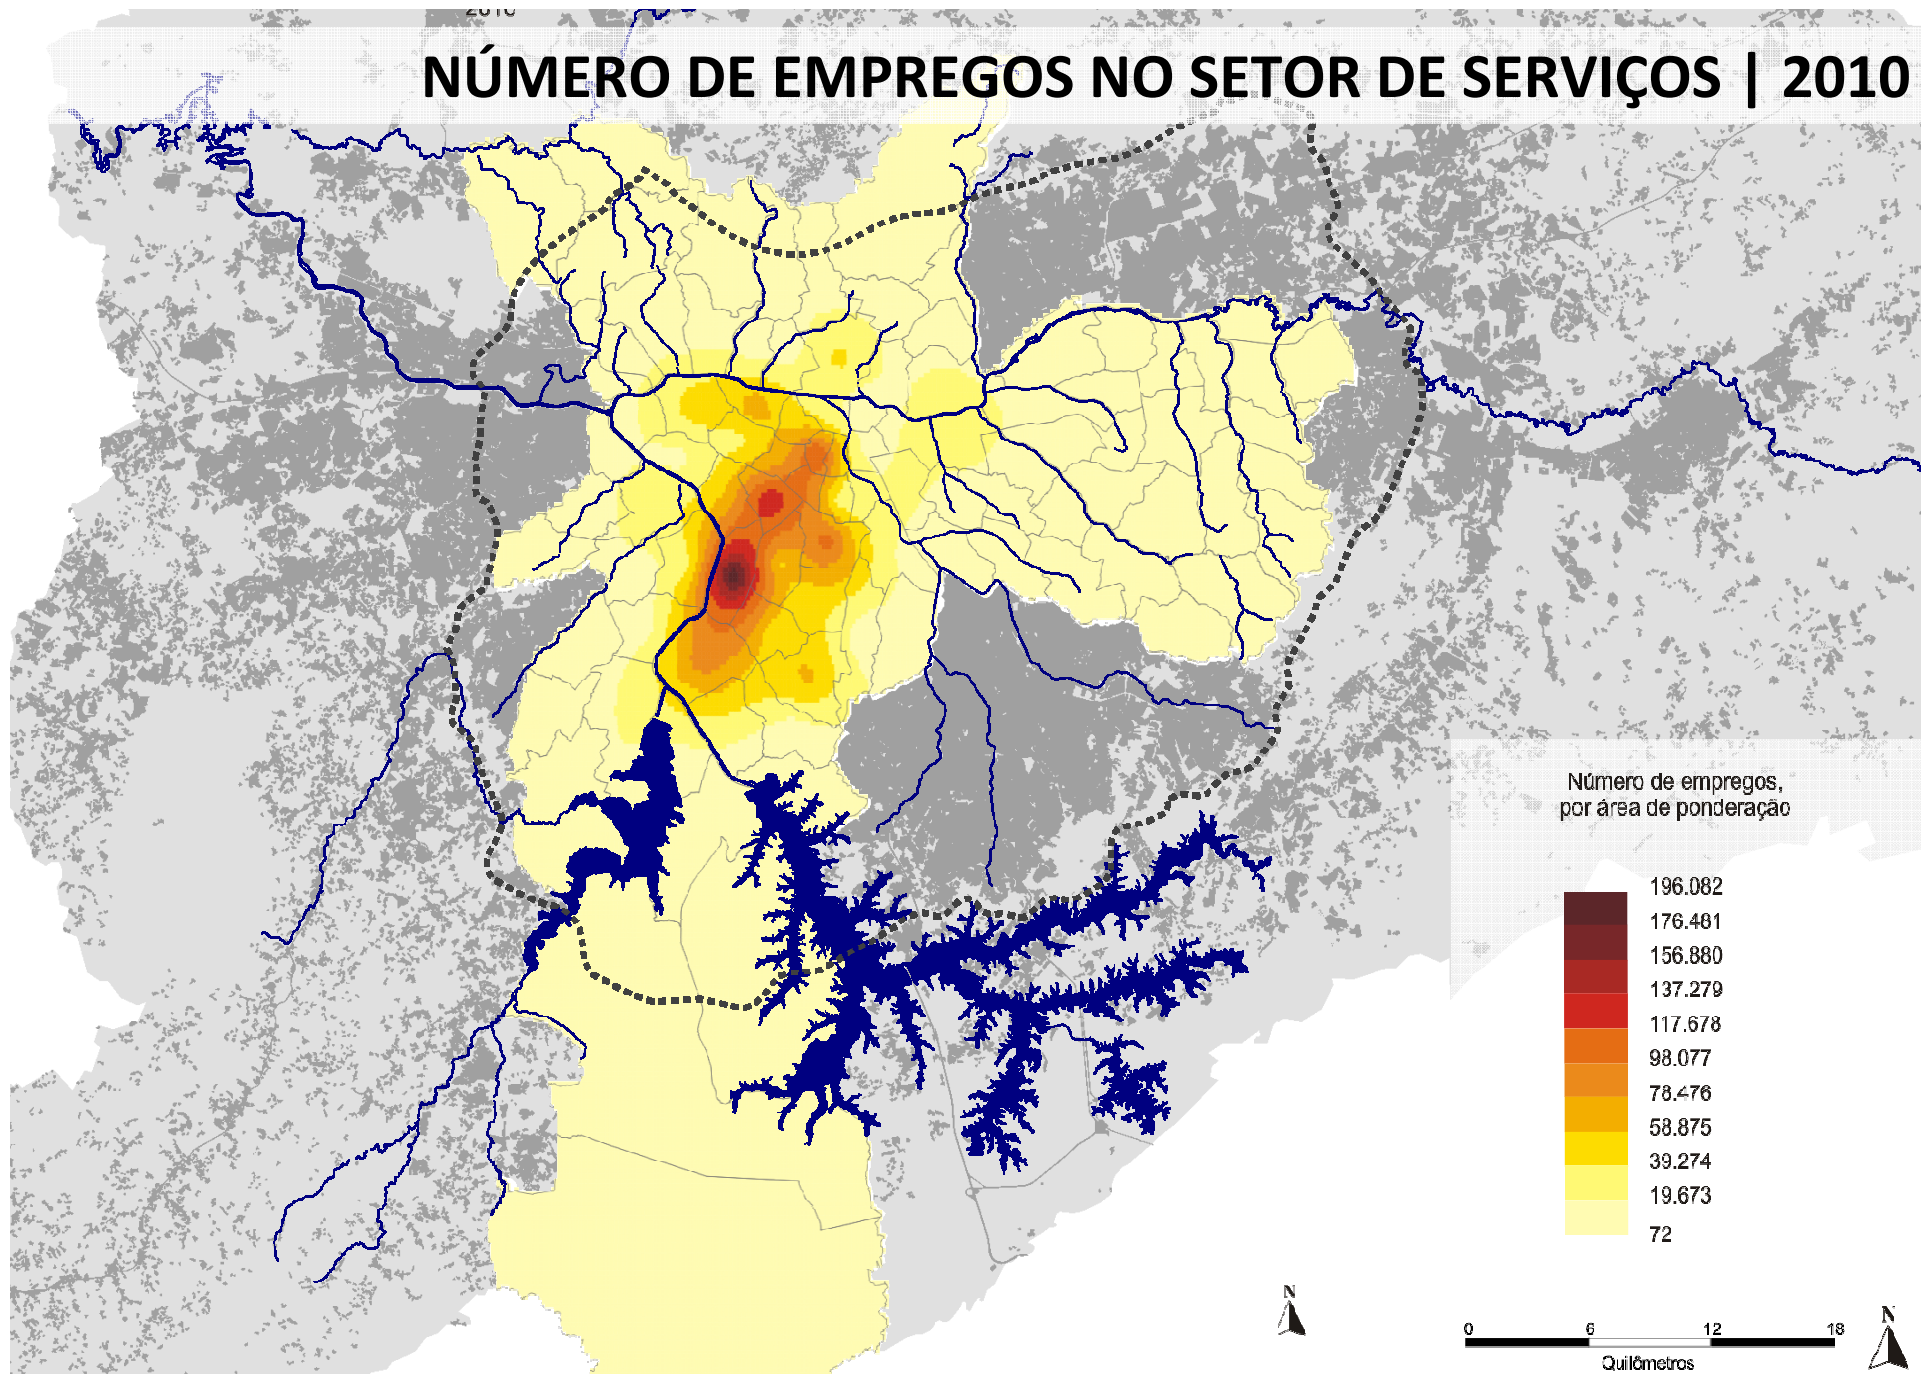 2010
NÚMERO DE EMPREGOS NO SETOR DE SERVIÇOS | 2010
Número de empregos,
por área de ponderação
196.082
176.481
156.880
137.279
117.678
98.077
78.476
58.875
39.274
19.673
72
N
N
0 6 12 18
Quilômetros